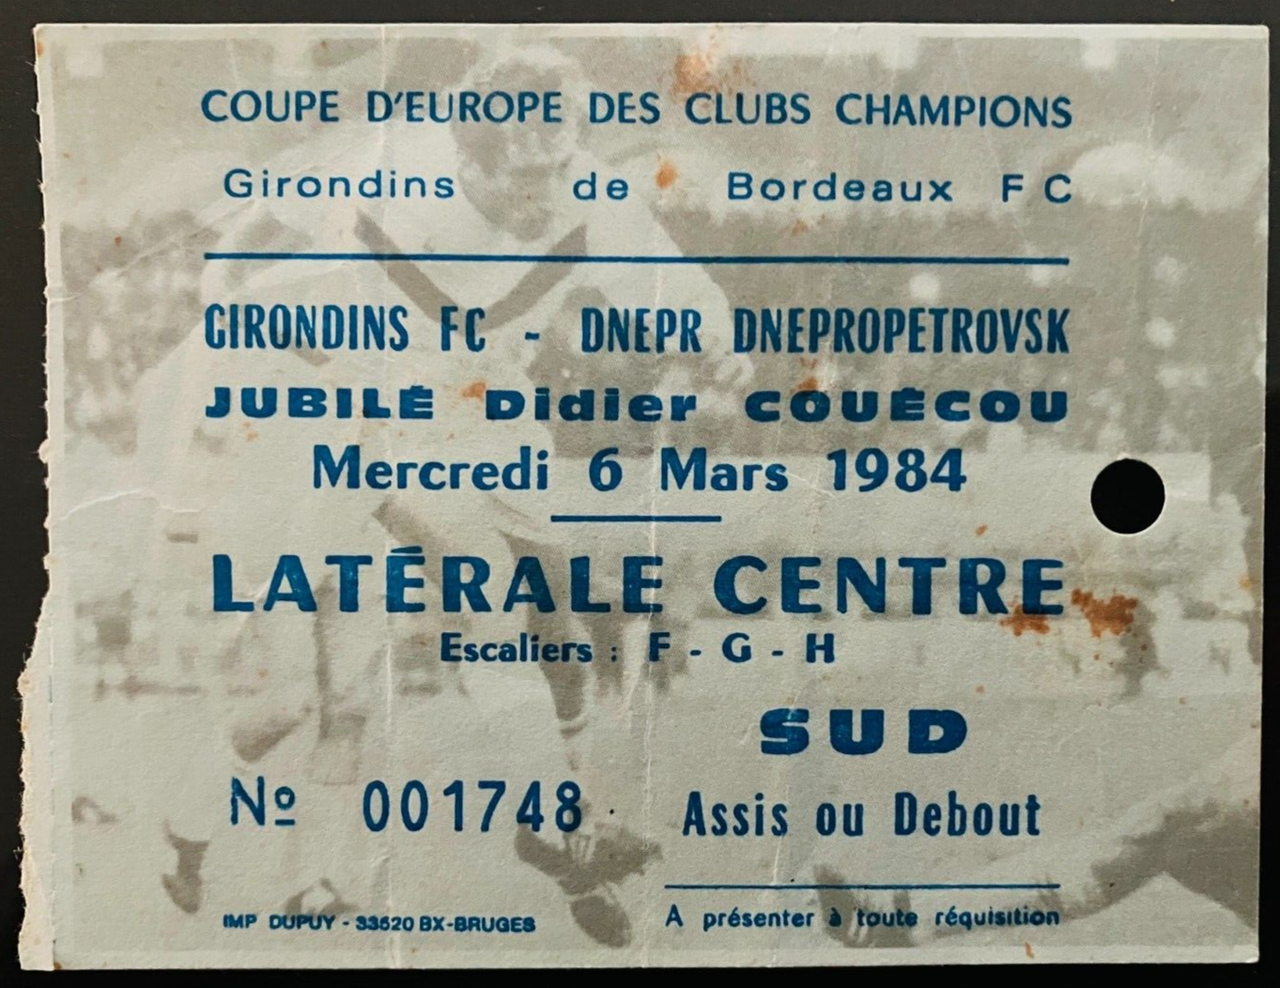 COUPE D'EUROPE DES CLUBS CHAMPIONS
Girondins de Bordeaux FC
GIRONDINS FC - DNEPR DNEPROPETROVSK
JUBILÉ Didier COUÉCOU
Mercredi 6 Mars 1984
LATÉRALE CENTRE
Escaliers : F - G - H
SUD
Nº 001748
Assis ou Debout
IMP DUPUY - 33520 BX-BRUGES
A présenter à toute réquisition